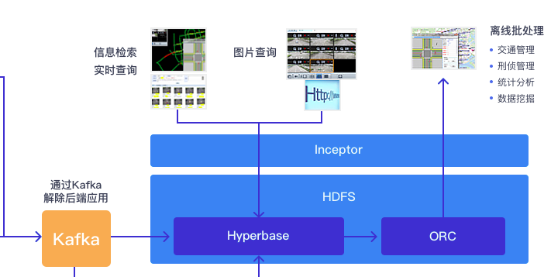 信息检索
实时查询
图片查询
Http://
离线批处理
• 交通管理
• 刑侦管理
• 统计分析
• 数据挖掘
Inceptor
通过Kafka
解除后端应用
HDFS
Kafka
Hyperbase
ORC